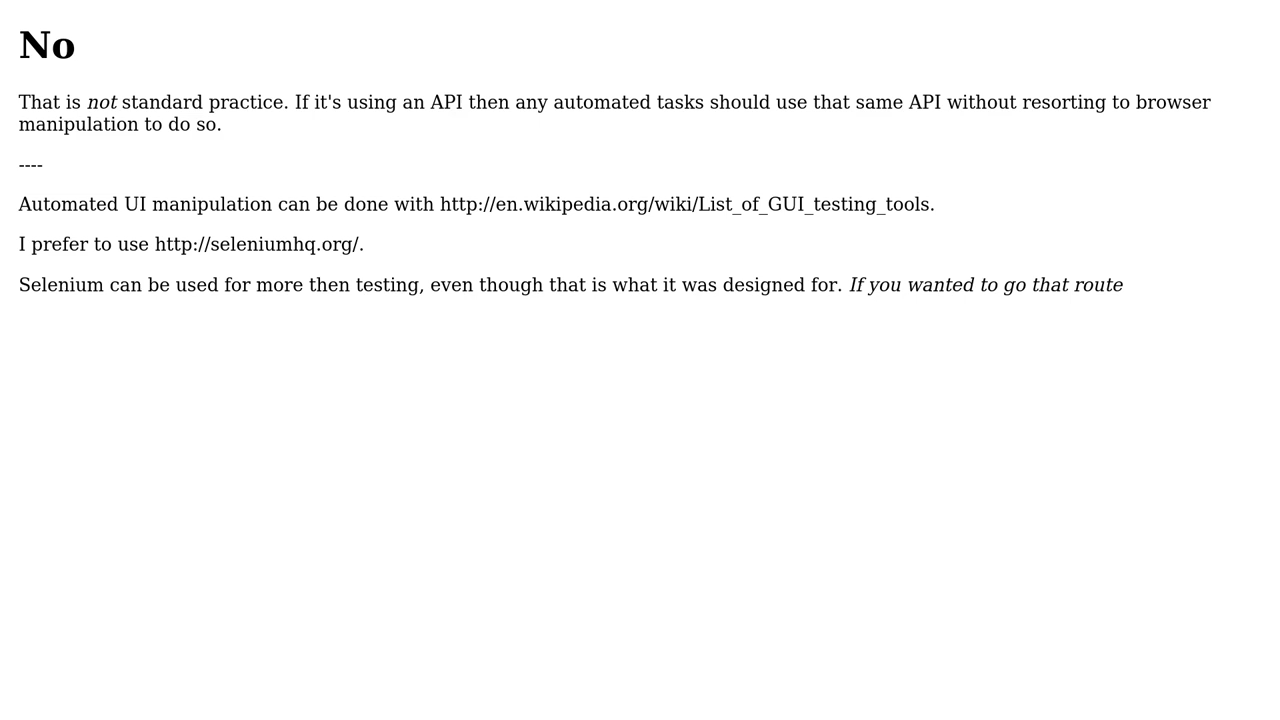 No
That is not standard practice. If it's using an API then any automated tasks should use that same API without resorting to browser
manipulation to do so.
----
Automated UI manipulation can be done with http://en.wikipedia.org/wiki/List_of_GUI_testing_tools.
I prefer to use http://seleniumhq.org/.
Selenium can be used for more then testing, even though that is what it was designed for. If you wanted to go that route